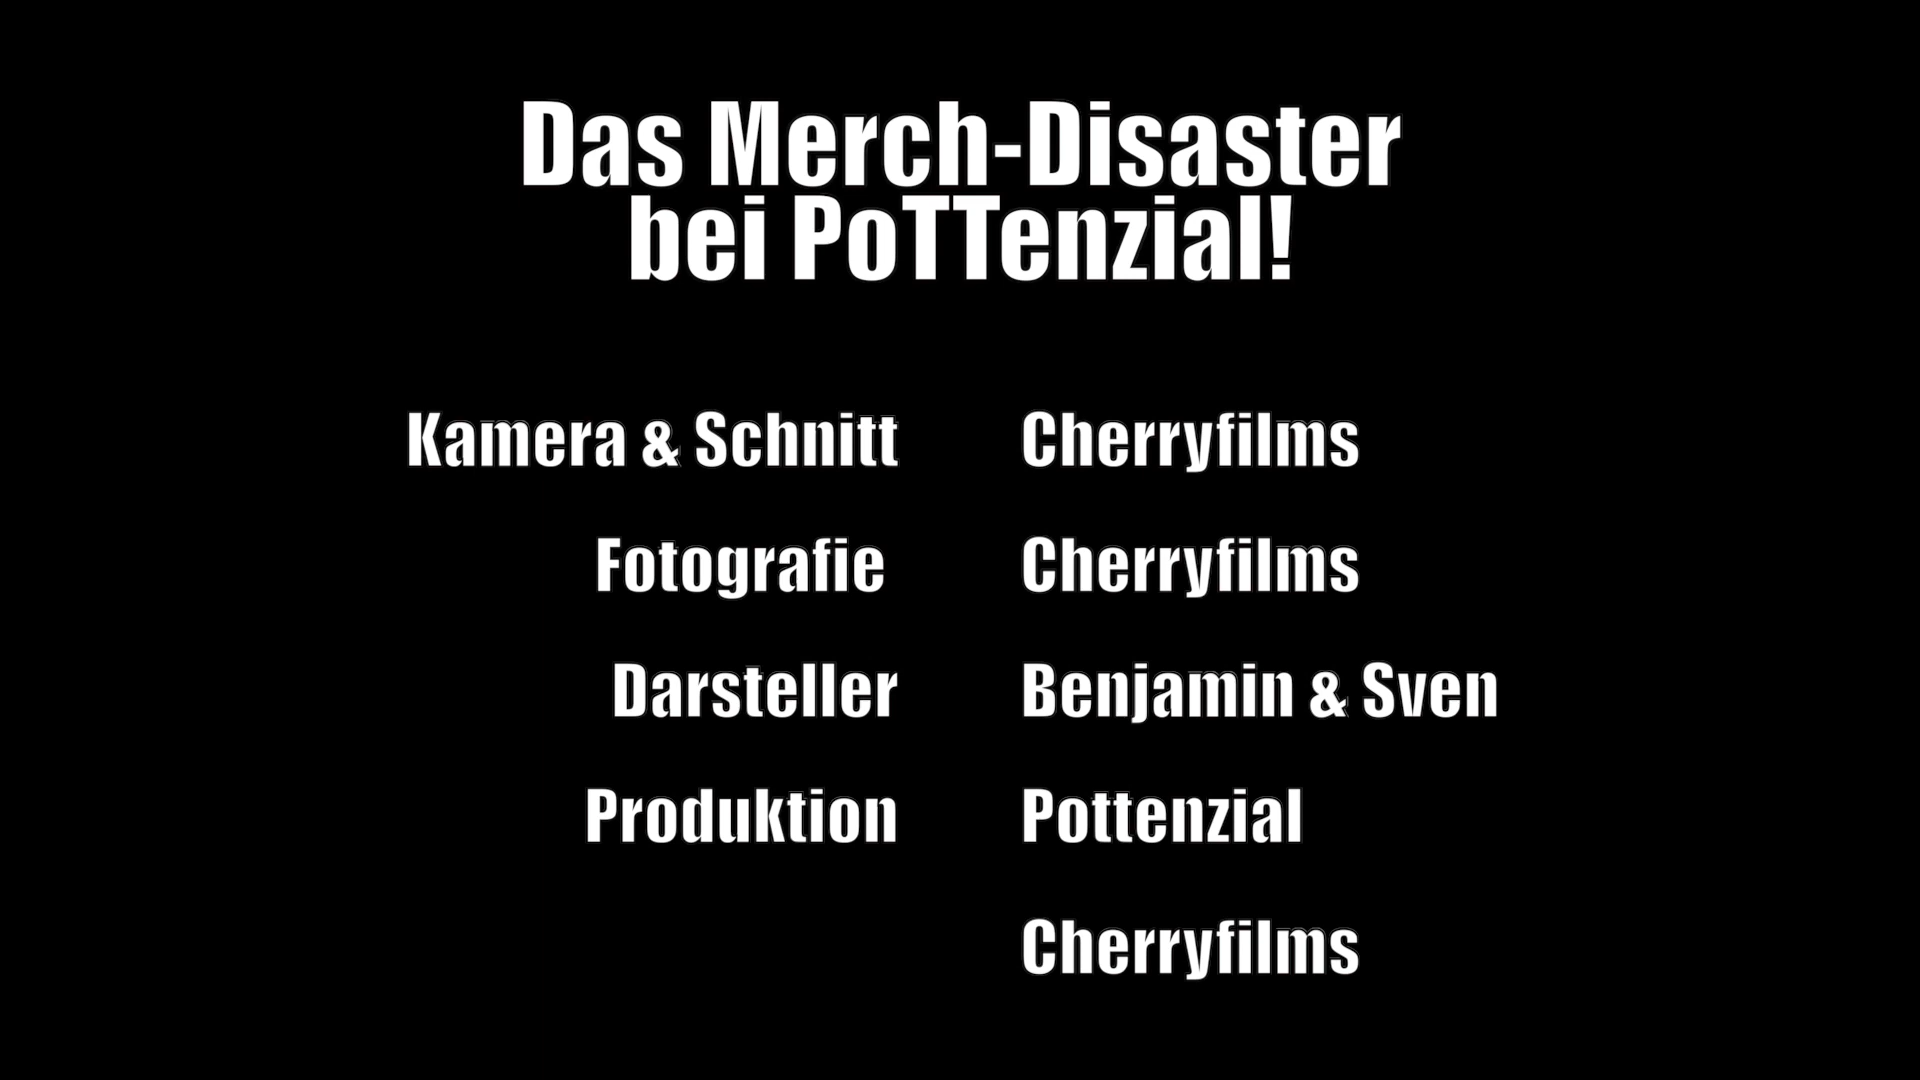 Das Merch-Disaster
bei PoTTenzial!
Kamera & Schnitt Cherryfilms
Fotografie Cherryfilms
Darsteller Benjamin & Sven
Produktion Pottenzial
Cherryfilms